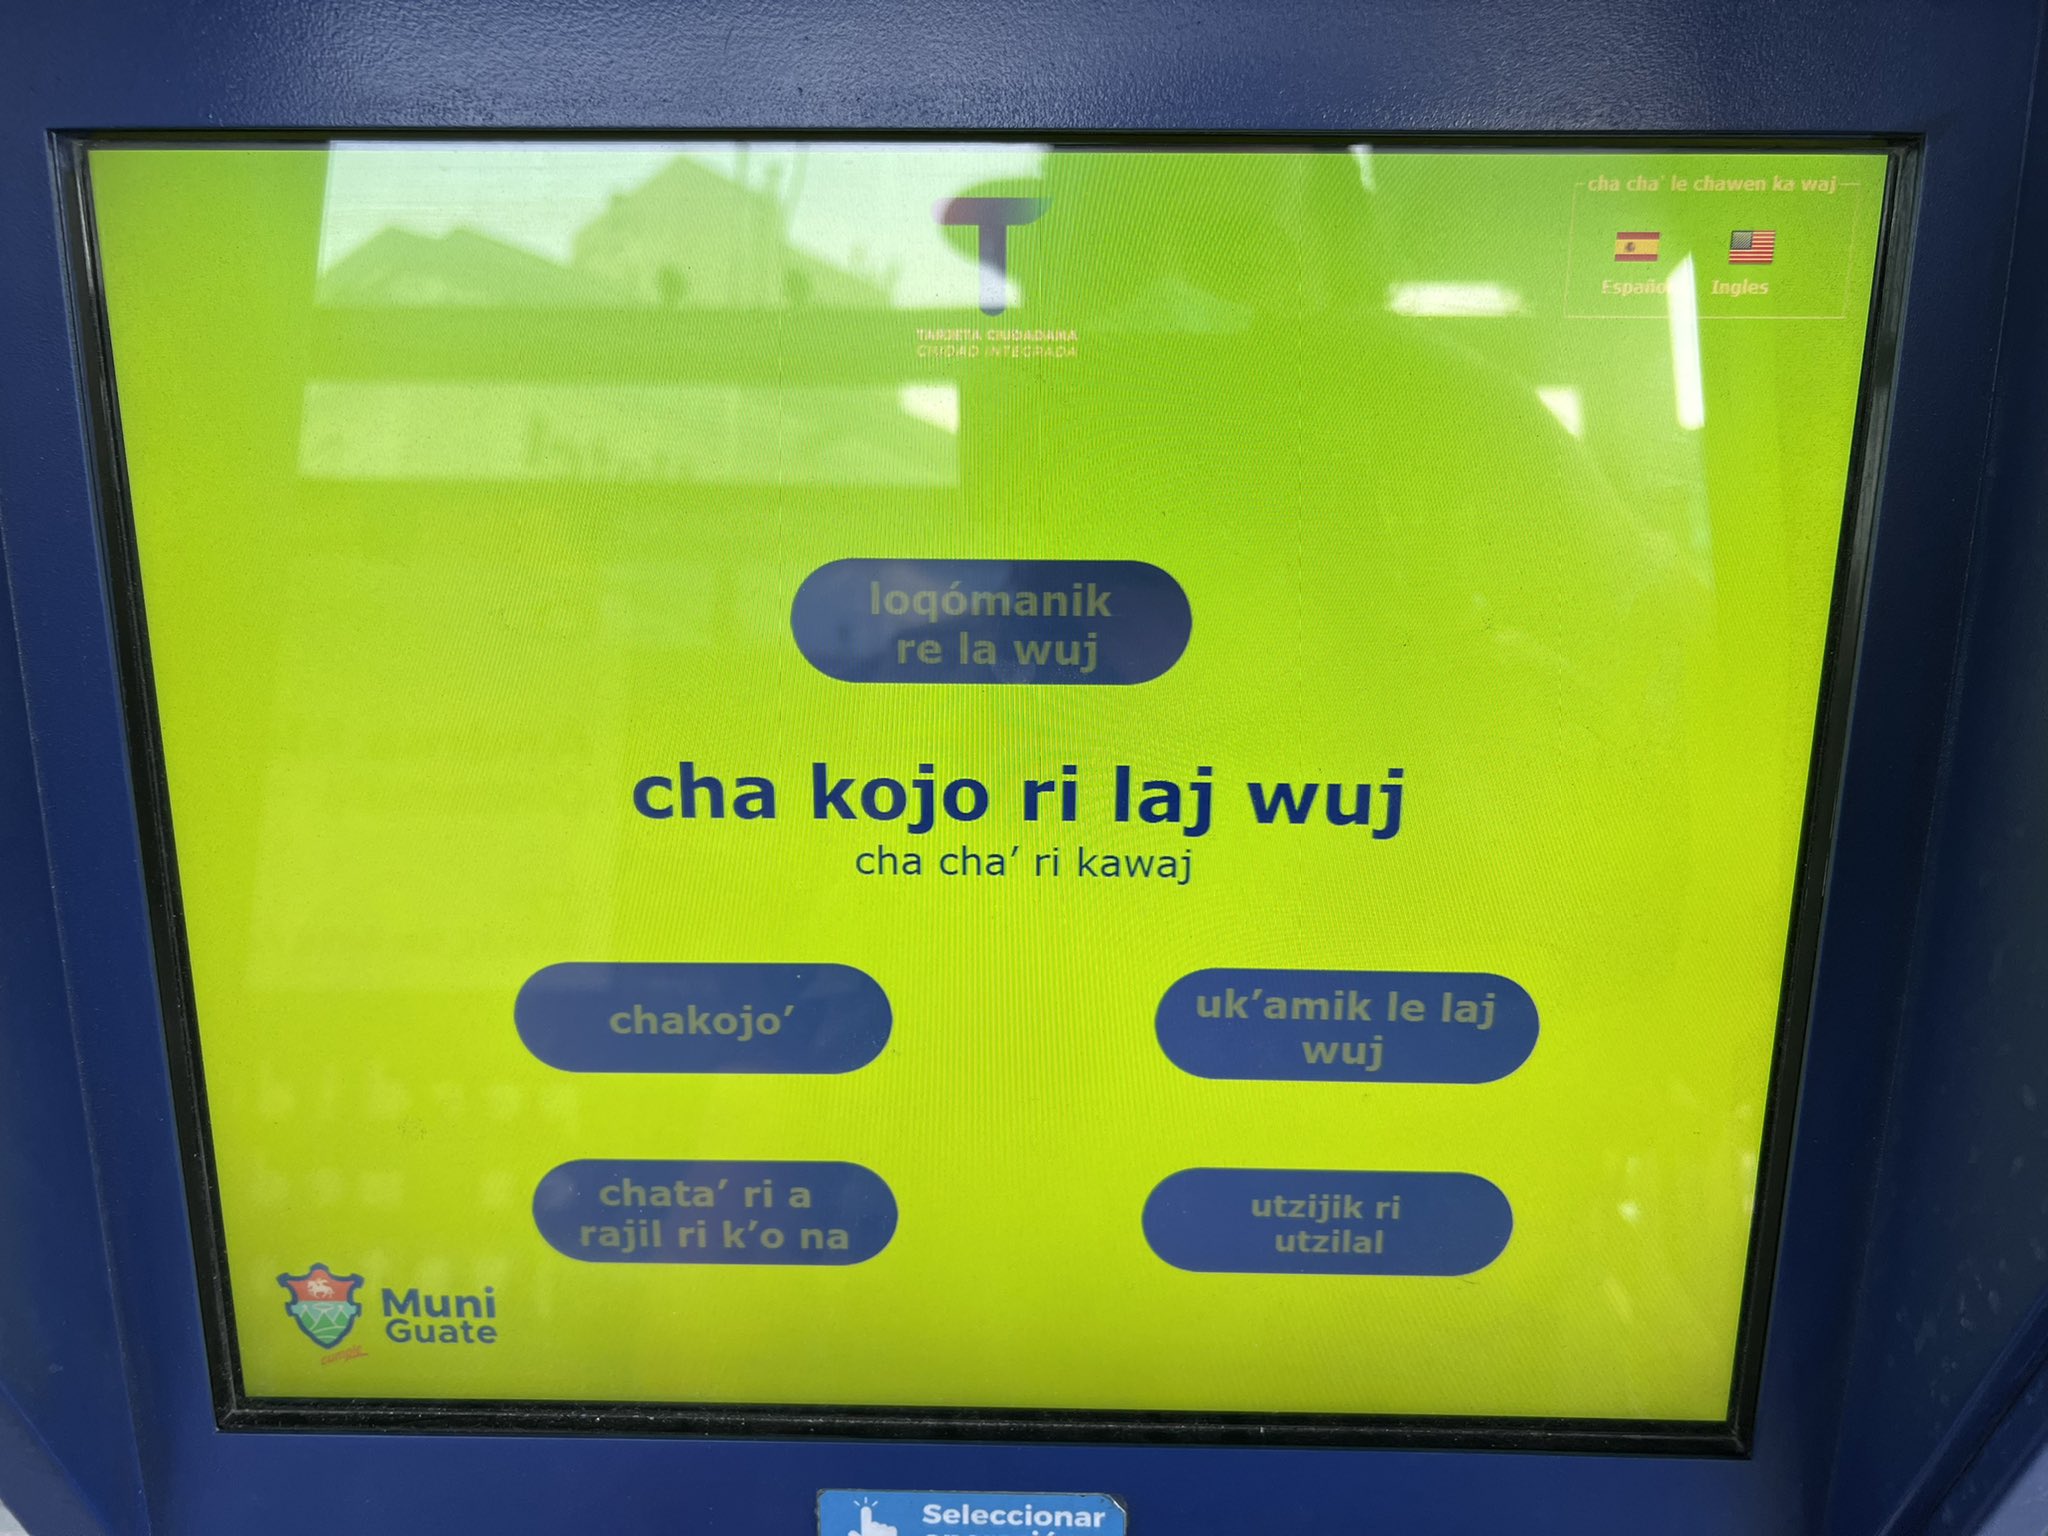 cha cha' le chawen ka waj
Español
Ingles
T
TARJETA CIUDADANA
CIUDAD INTEGRADA
loqómanik
re la wuj
cha kojo ri laj wuj
cha cha’ ri kawaj
chakojo’
uk’amik le laj
wuj
chata’ ri a
rajil ri k’o na
utzijik ri
utzilal
Muni
Guate
cumple
Seleccionar